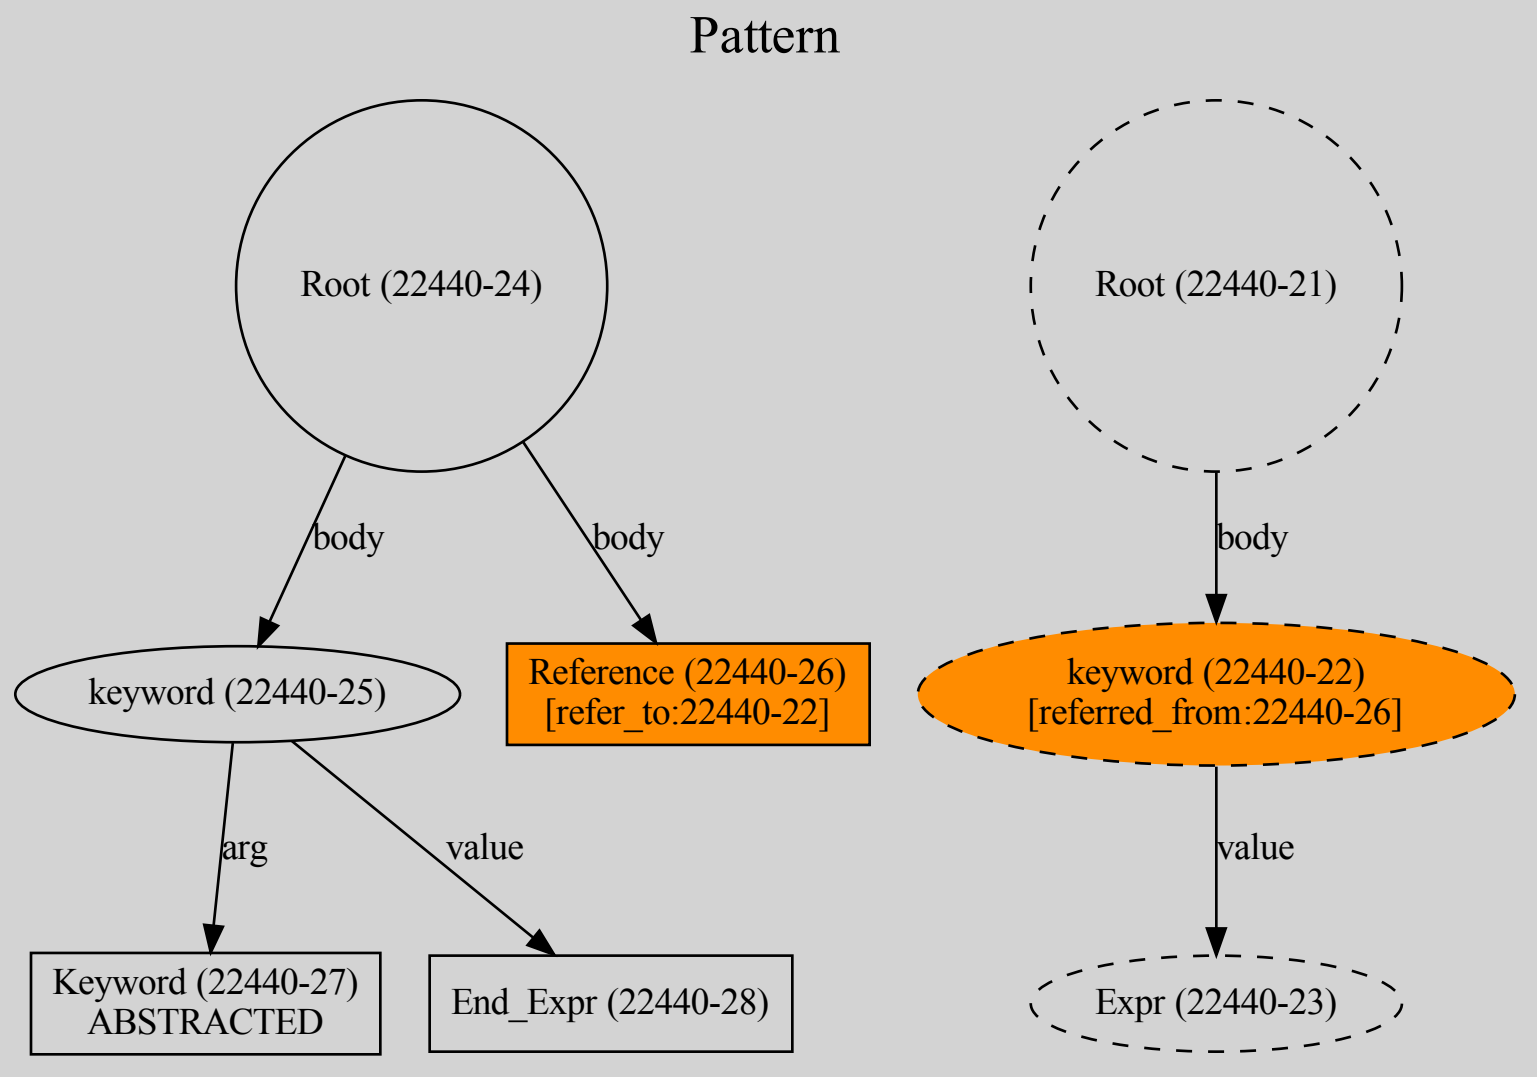 Pattern
Root (22440-24)
Root (22440-21)
body
body
body
keyword (22440-25)
Reference (22440-26)
[refer_to:22440-22]
keyword (22440-22)
[referred_from:22440-26]
arg
value
value
Keyword (22440-27)
ABSTRACTED
End_Expr (22440-28)
Expr (22440-23)